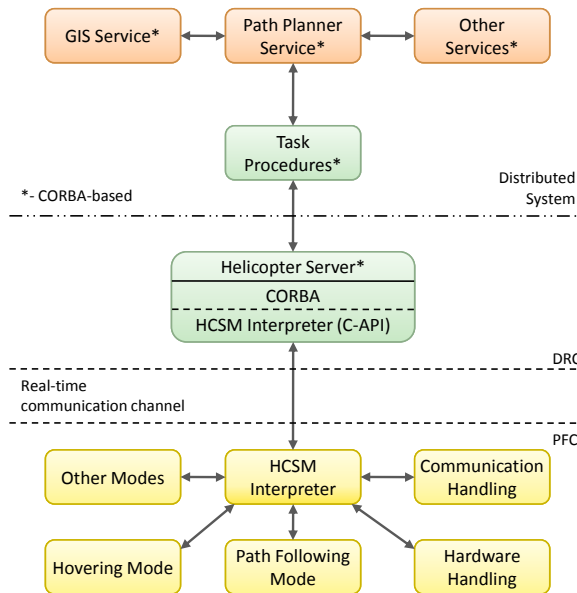 GIS Service*
Path Planner
Service*
Other
Services*
Task
Procedures*
*- CORBA-based
Distributed
System
Helicopter Server*
CORBA
HCSM Interpreter (C-API)
DRC
Real-time
communication channel
PFC
Other Modes
HCSM
Interpreter
Communication
Handling
Hovering Mode
Path Following
Mode
Hardware
Handling